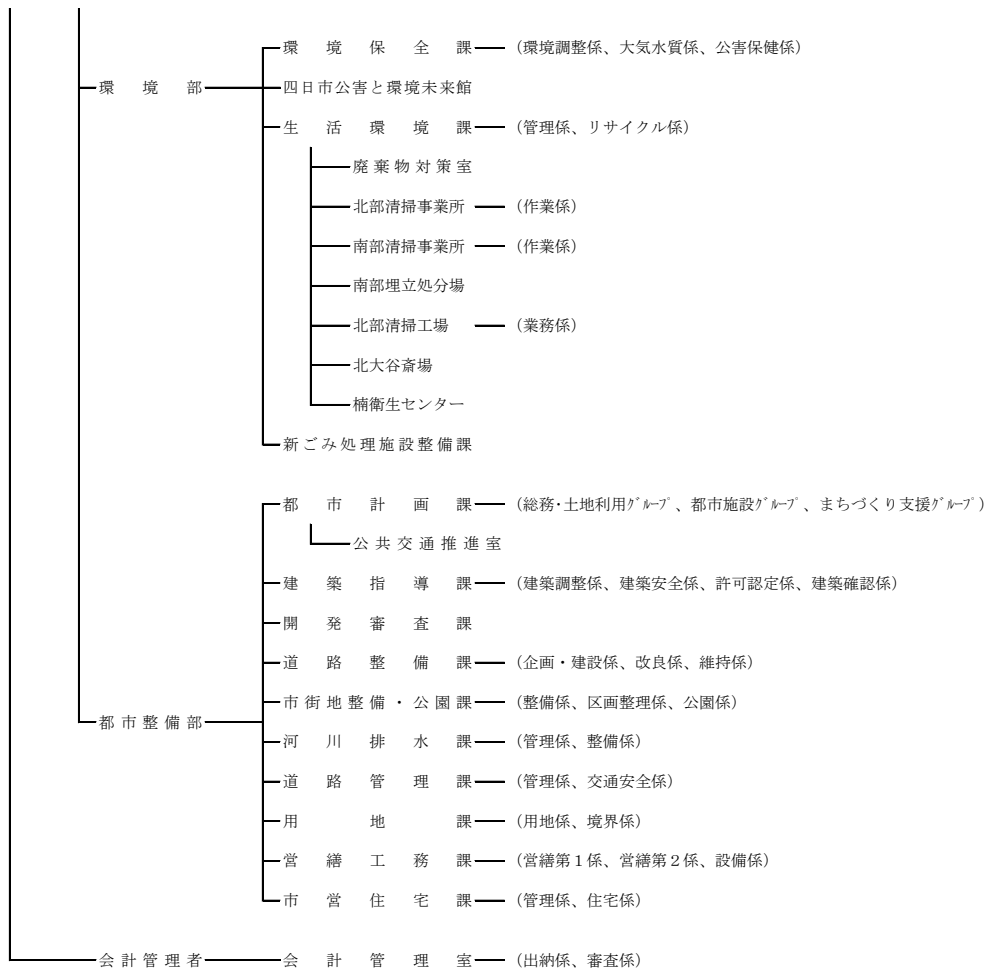 環境保全課 (環境調整係、大気水質係、公害保健係)
環境部 四日市公害と環境未来館
生活環境課 (管理係、リサイクル係)
廃棄物対策室
北部清掃事業所 (作業係)
南部清掃事業所 (作業係)
南部埋立処分場
北部清掃工場 (業務係)
北大谷斎場
楠衛生センター
新ごみ処理施設整備課
都市計画課 (総務・土地利用ｸﾞﾙｰﾌﾟ、都市施設ｸﾞﾙｰﾌﾟ、まちづくり支援ｸﾞﾙｰﾌﾟ)
公共交通推進室
建築指導課 (建築調整係、建築安全係、許可認定係、建築確認係)
開発審査課
道路整備課 (企画・建設係、改良係、維持係)
市街地整備・公園課 (整備係、区画整理係、公園係)
都市整備部
河川排水課 (管理係、整備係)
道路管理課 (管理係、交通安全係)
用地課 (用地係、境界係)
営繕工務課 (営繕第１係、営繕第２係、設備係)
市営住宅課 (管理係、住宅係)
会計管理者 会計管理室 (出納係、審査係)